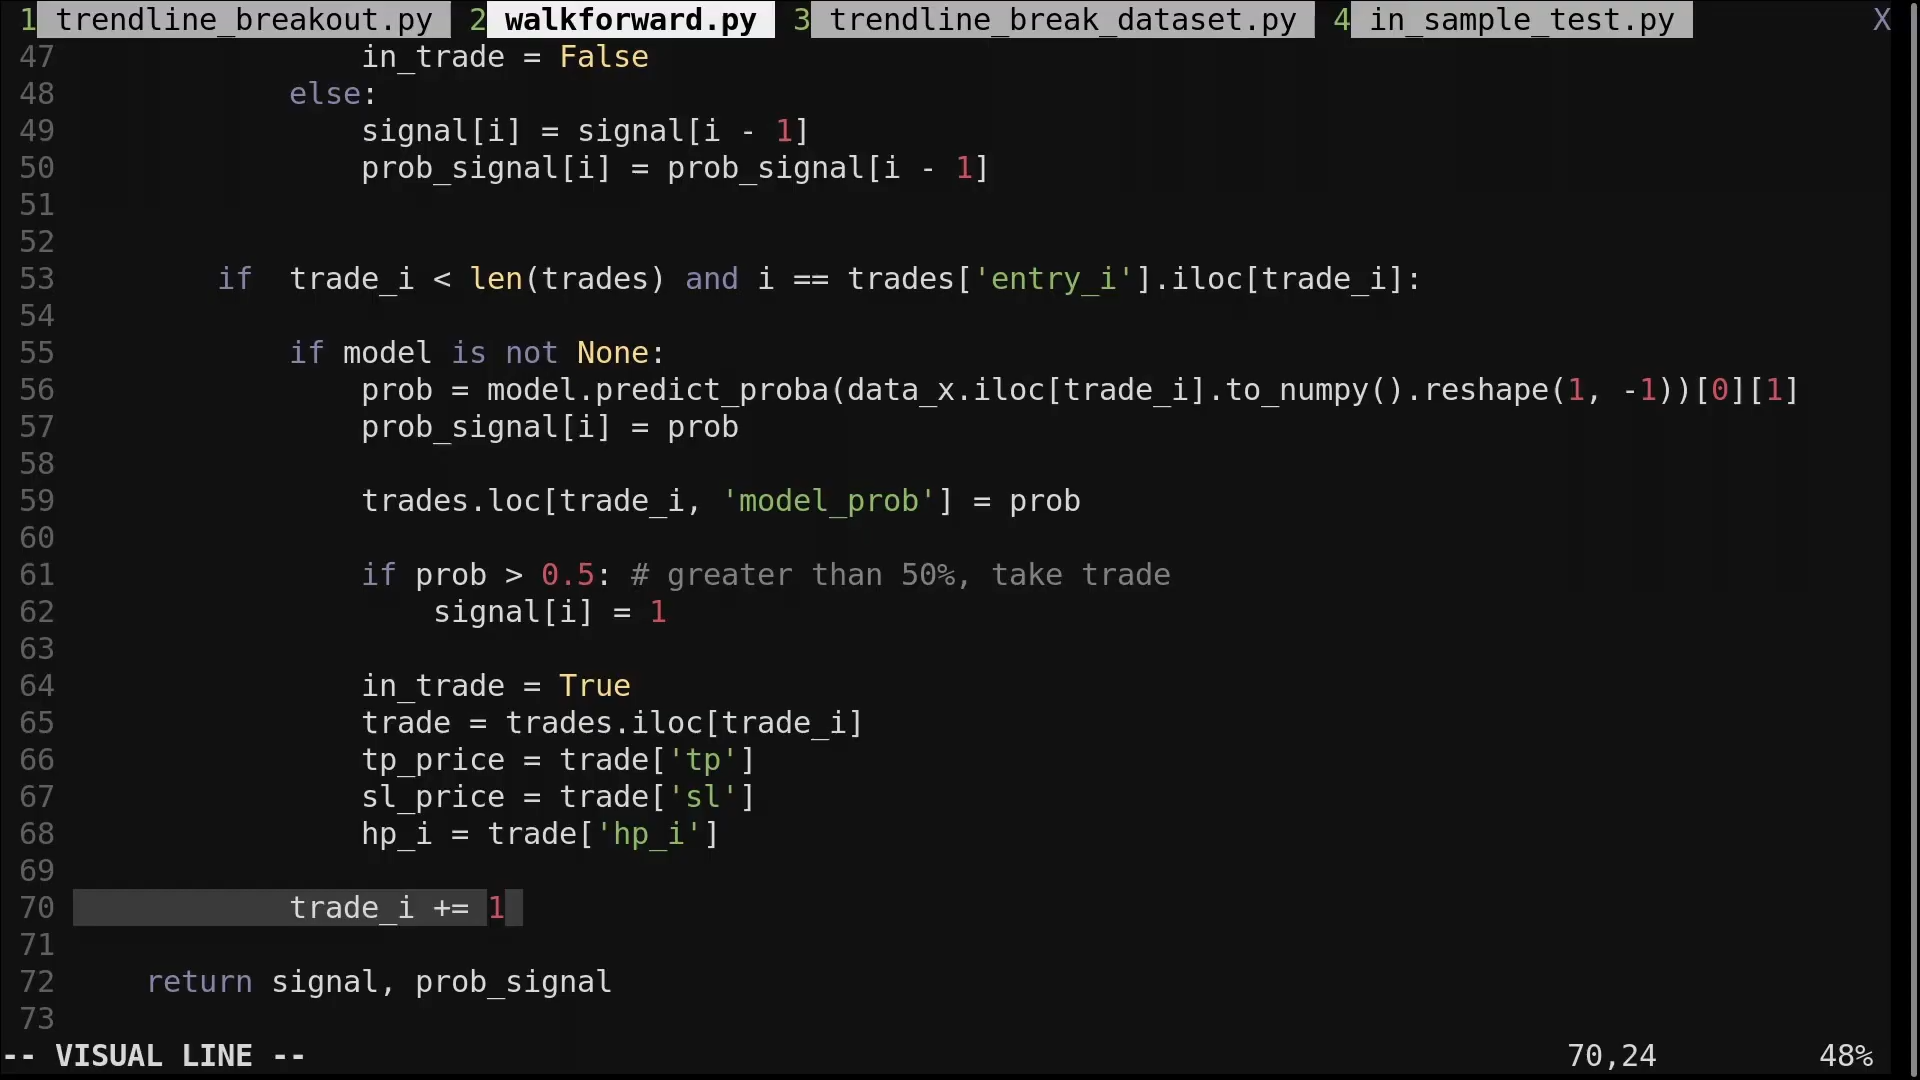 1 trendline_breakout.py 2 walkforward.py 3 trendline_break_dataset.py 4 in_sample_test.py X
47                 in_trade = False
48             else:
49                 signal[i] = signal[i - 1]
50                 prob_signal[i] = prob_signal[i - 1]
51
52
53         if  trade_i < len(trades) and i == trades['entry_i'].iloc[trade_i]:
54
55             if model is not None:
56                 prob = model.predict_proba(data_x.iloc[trade_i].to_numpy().reshape(1, -1))[0][1]
57                 prob_signal[i] = prob
58
59                 trades.loc[trade_i, 'model_prob'] = prob
60
61                 if prob > 0.5: # greater than 50%, take trade
62                     signal[i] = 1
63
64                 in_trade = True
65                 trade = trades.iloc[trade_i]
66                 tp_price = trade['tp']
67                 sl_price = trade['sl']
68                 hp_i = trade['hp_i']
69
70             trade_i += 1
71
72     return signal, prob_signal
73
-- VISUAL LINE -- 70,24 48%